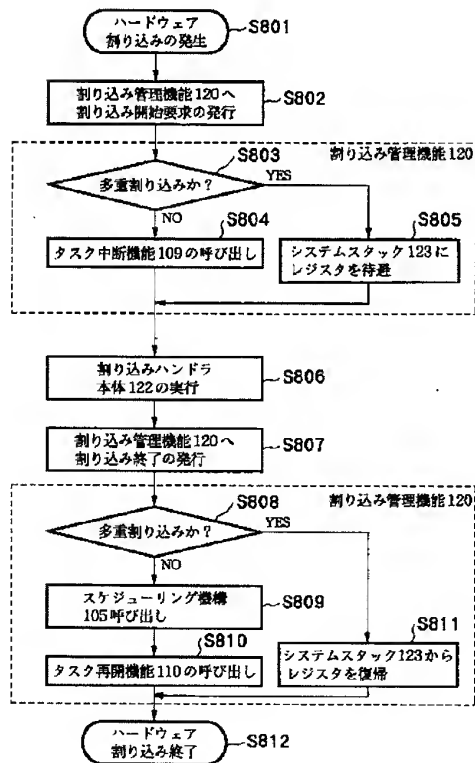 ハードウェア
割り込みの発生
S801
割り込み管理機能120へ
割り込み開始要求の発行
S802
割り込み管理機能120
S803
多重割り込みか?
YES
NO
S804
S805
タスク中断機能109の呼び出し
システムスタック123に
レジスタを待避
割り込みハンドラ
本体122の実行
S806
割り込み管理機能120へ
割り込み終了の発行
S807
割り込み管理機能120
S808
多重割り込みか?
YES
NO
スケジューリング機構
105呼び出し
S809
S810
S811
タスク再開機能110の呼び出し
システムスタック123から
レジスタを復帰
ハードウェア
割り込み終了
S812